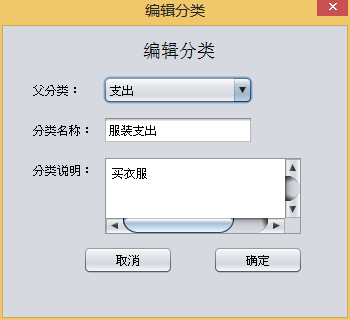 编辑分类
编辑分类
父分类： 支出
分类名称： 服装支出
分类说明： 买衣服
取消 确定